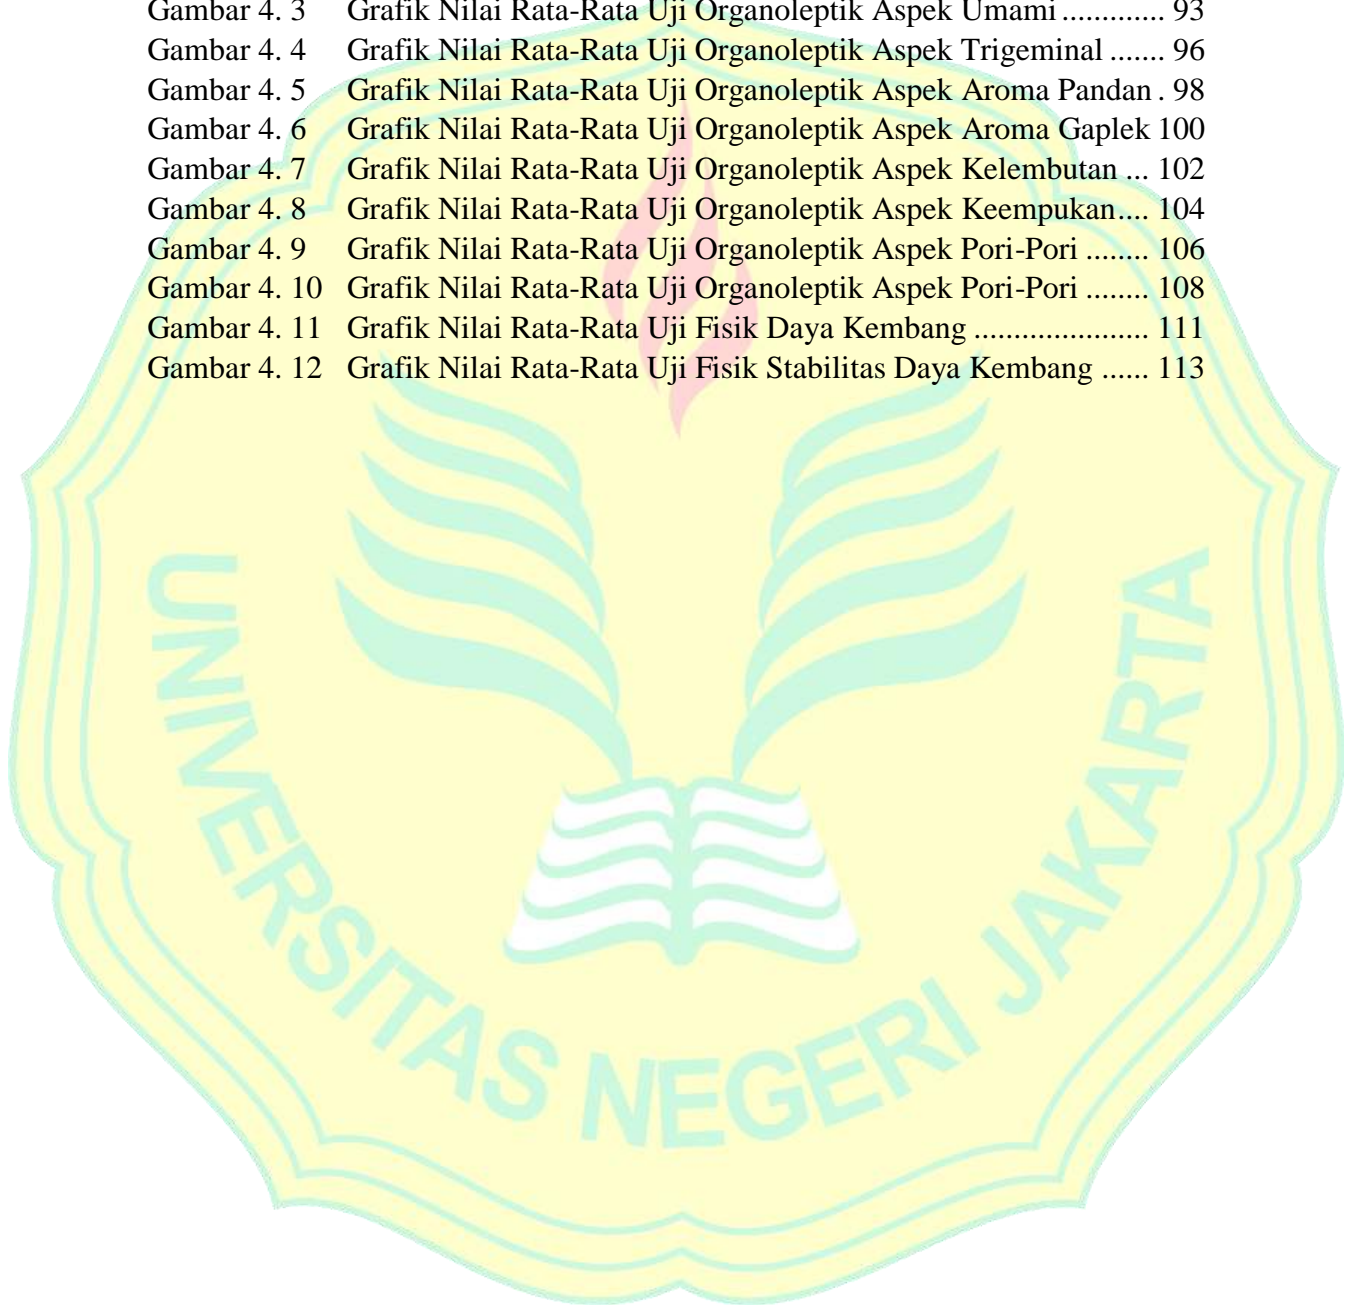 Gambar 4. 3 Grafik Nilai Rata-Rata Uji Organoleptik Aspek Umami ............. 93
Gambar 4. 4 Grafik Nilai Rata-Rata Uji Organoleptik Aspek Trigeminal ....... 96
Gambar 4. 5 Grafik Nilai Rata-Rata Uji Organoleptik Aspek Aroma Pandan . 98
Gambar 4. 6 Grafik Nilai Rata-Rata Uji Organoleptik Aspek Aroma Gaplek 100
Gambar 4. 7 Grafik Nilai Rata-Rata Uji Organoleptik Aspek Kelembutan ... 102
Gambar 4. 8 Grafik Nilai Rata-Rata Uji Organoleptik Aspek Keempukan.... 104
Gambar 4. 9 Grafik Nilai Rata-Rata Uji Organoleptik Aspek Pori-Pori ........ 106
Gambar 4. 10 Grafik Nilai Rata-Rata Uji Organoleptik Aspek Pori-Pori ........ 108
Gambar 4. 11 Grafik Nilai Rata-Rata Uji Fisik Daya Kembang ...................... 111
Gambar 4. 12 Grafik Nilai Rata-Rata Uji Fisik Stabilitas Daya Kembang ...... 113
UNIVERSITAS NEGERI JAKARTA